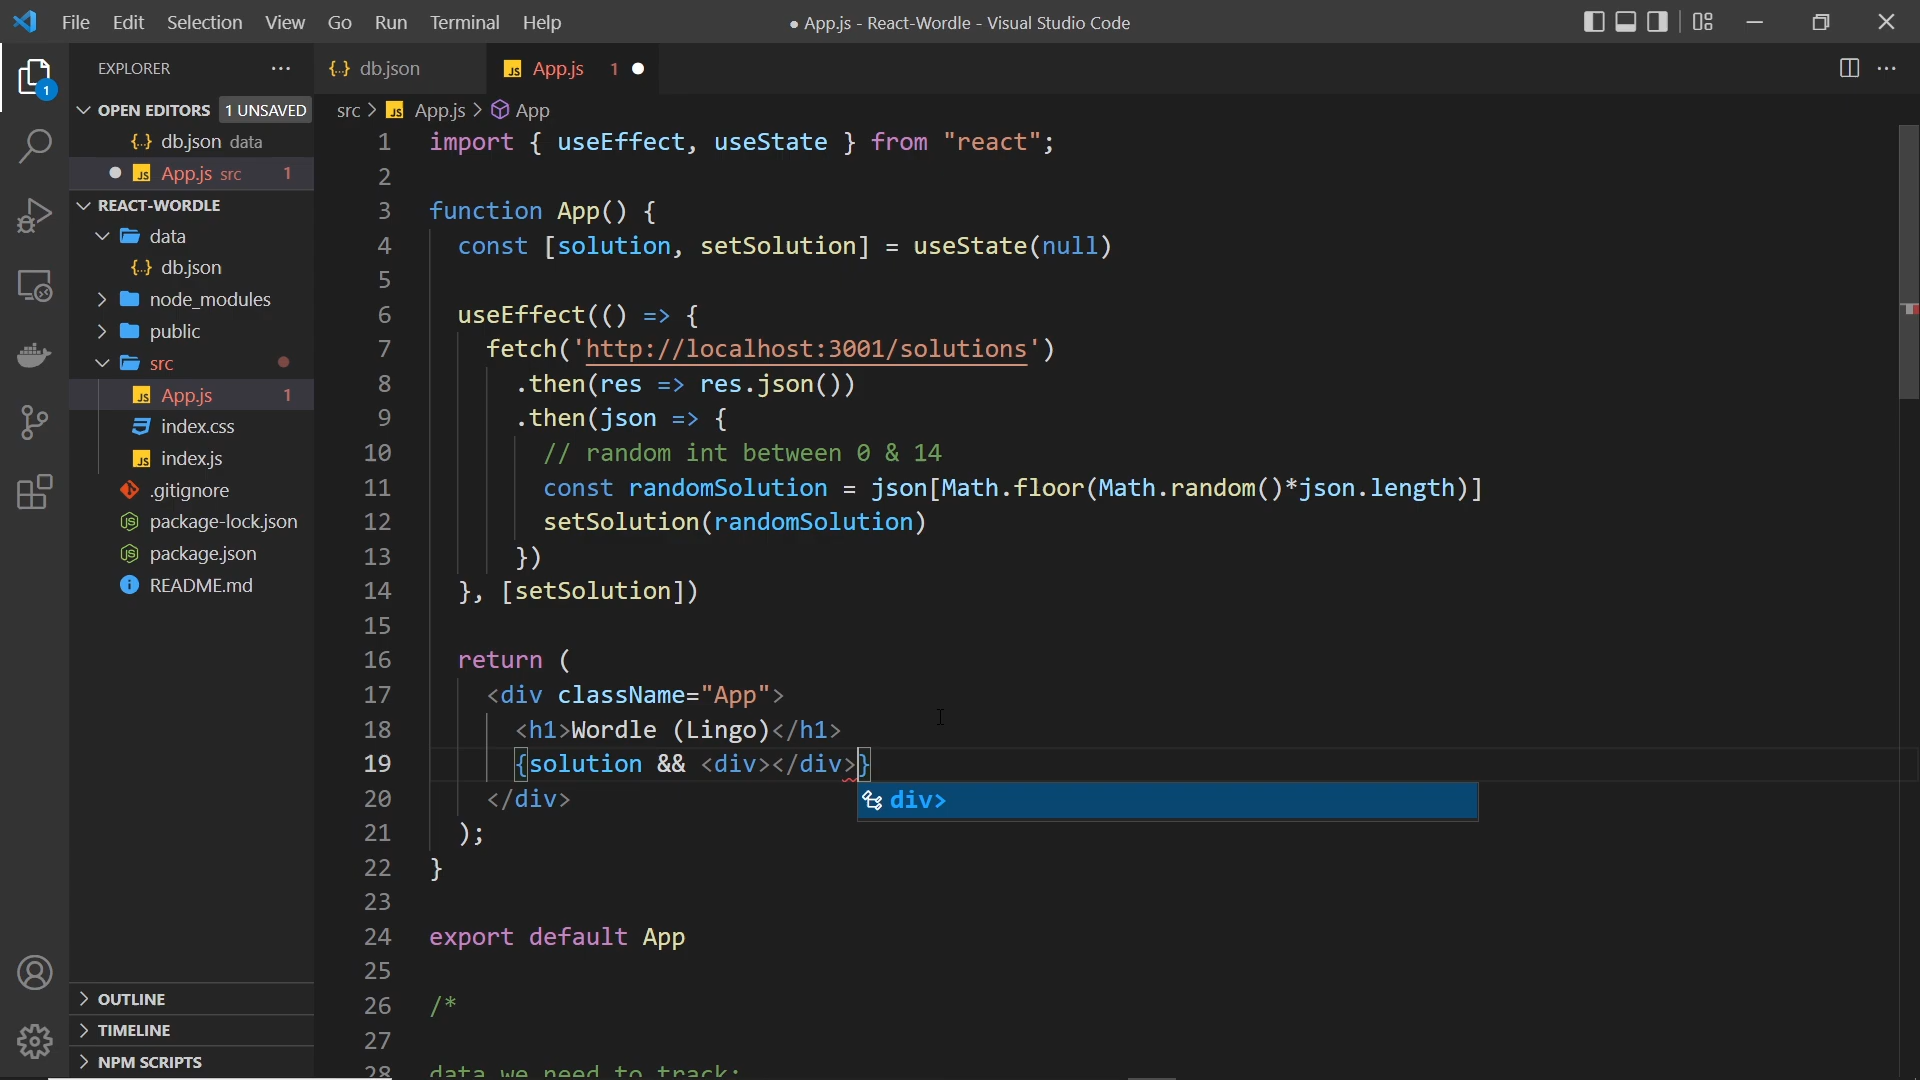 File Edit Selection View Go Run Terminal Help
● App.js - React-Wordle - Visual Studio Code
EXPLORER
OPEN EDITORS 1 UNSAVED
db.json data
App.js src 1
REACT-WORDLE
data
db.json
node_modules
public
src
App.js 1
index.css
index.js
.gitignore
package-lock.json
package.json
README.md
OUTLINE
TIMELINE
NPM SCRIPTS
1
db.json
App.js 1
src > App.js > App
1 import { useEffect, useState } from "react";
2
3 function App() {
4 const [solution, setSolution] = useState(null)
5
6 useEffect(() => {
7 fetch('http://localhost:3001/solutions')
8 .then(res => res.json())
9 .then(json => {
10 // random int between 0 & 14
11 const randomSolution = json[Math.floor(Math.random()*json.length)]
12 setSolution(randomSolution)
13 })
14 }, [setSolution])
15
16 return (
17 <div className="App">
18 <h1>Wordle (Lingo)</h1>
19 {solution && <div></div>}
div>
20 </div>
21 );
22 }
23
24 export default App
25
26 /*
27
28 data we need to track: